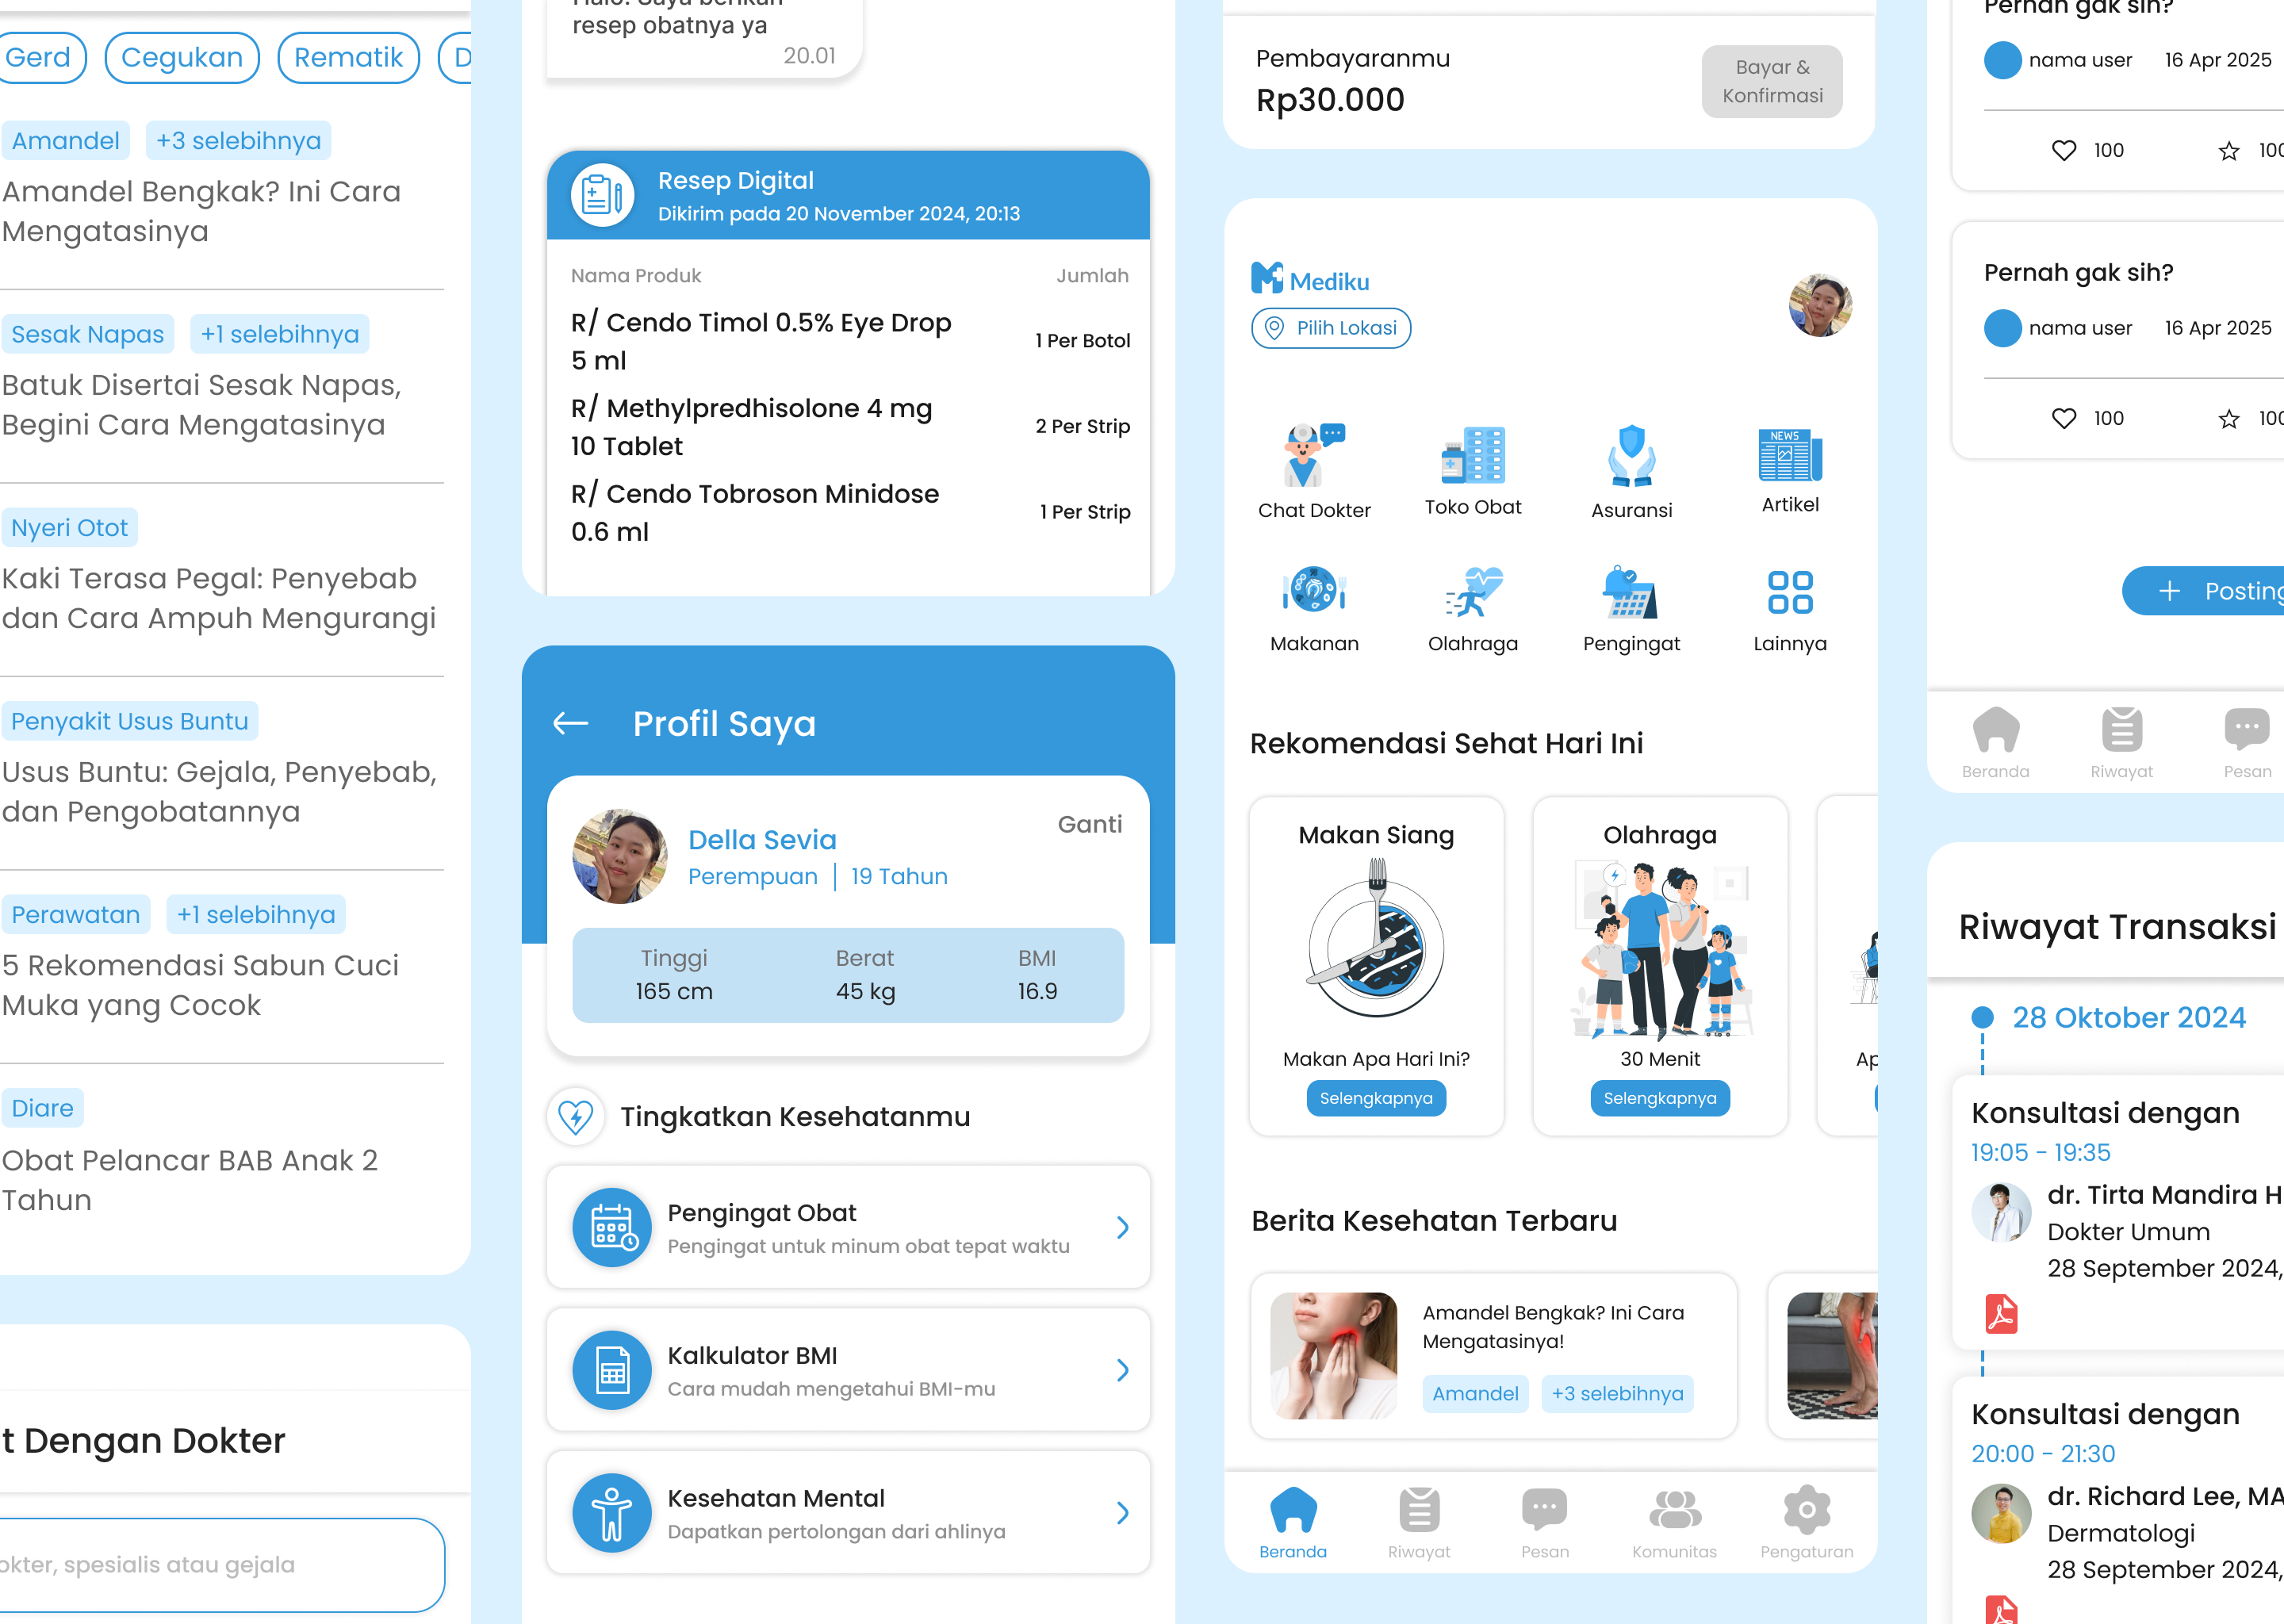 Gerd
Cegukan
Rematik
D
Amandel
+3 selebihnya
Amandel Bengkak? Ini Cara
Mengatasinya
Sesak Napas
+1 selebihnya
Batuk Disertai Sesak Napas,
Begini Cara Mengatasinya
Nyeri Otot
Kaki Terasa Pegal: Penyebab
dan Cara Ampuh Mengurangi
Penyakit Usus Buntu
Usus Buntu: Gejala, Penyebab,
dan Pengobatannya
Perawatan
+1 selebihnya
5 Rekomendasi Sabun Cuci
Muka yang Cocok
Diare
Obat Pelancar BAB Anak 2
Tahun
t Dengan Dokter
okter, spesialis atau gejala
resep obatnya ya
20.01
Resep Digital
Dikirim pada 20 November 2024, 20:13
Nama Produk
Jumlah
R/ Cendo Timol 0.5% Eye Drop
5 ml
1 Per Botol
R/ Methylpredhisolone 4 mg
10 Tablet
2 Per Strip
R/ Cendo Tobroson Minidose
0.6 ml
1 Per Strip
Profil Saya
Della Sevia
Ganti
Perempuan
19 Tahun
Tinggi
Berat
BMI
165 cm
45 kg
16.9
Tingkatkan Kesehatanmu
Pengingat Obat
Pengingat untuk minum obat tepat waktu
Kalkulator BMI
Cara mudah mengetahui BMI-mu
Kesehatan Mental
Dapatkan pertolongan dari ahlinya
Pembayaranmu
Rp30.000
Bayar &
Konfirmasi
Mediku
Pilih Lokasi
NEWS
Chat Dokter
Toko Obat
Asuransi
Artikel
Makanan
Olahraga
Pengingat
Lainnya
Rekomendasi Sehat Hari Ini
Makan Siang
Makan Apa Hari Ini?
Selengkapnya
Olahraga
30 Menit
Selengkapnya
Ap
Berita Kesehatan Terbaru
Amandel Bengkak? Ini Cara
Mengatasinya!
Amandel
+3 selebihnya
Beranda
Riwayat
Pesan
Komunitas
Pengaturan
Pernah gak sih?
nama user
16 Apr 2025
100
100
Pernah gak sih?
nama user
16 Apr 2025
100
100
+ Posting
Beranda
Riwayat
Pesan
Riwayat Transaksi
28 Oktober 2024
Konsultasi dengan
19:05 - 19:35
dr. Tirta Mandira H
Dokter Umum
28 September 2024,
Konsultasi dengan
20:00 - 21:30
dr. Richard Lee, MA
Dermatologi
28 September 2024,